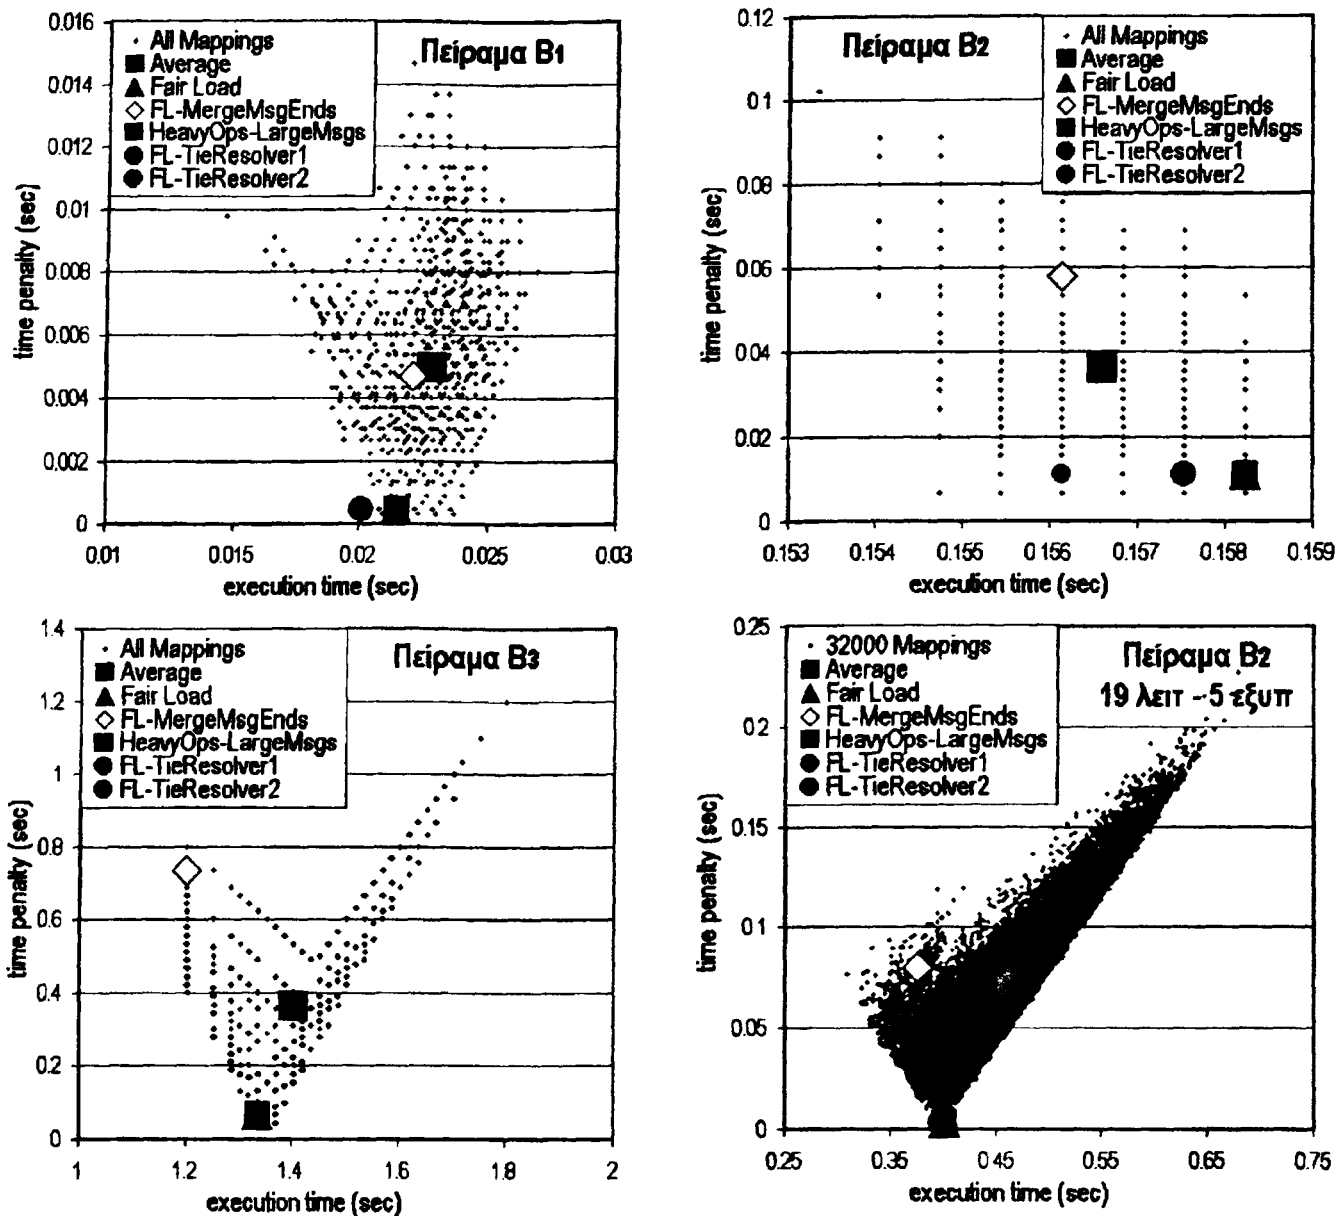 0.016
0.014
0.012
0.01
0.008
0.006
0.004
0.002
0
time penalty (sec)
All Mappings
Average
Fair Load
FL-MergeMsgEnds
HeavyOps-LargeMsgs
FL-TieResolver1
FL-TieResolver2
Πείραμα B1
0.01 0.015 0.02 0.025 0.03
execution time (sec)
0.12
0.1
0.08
0.06
0.04
0.02
0
time penalty (sec)
Πείραμα B2
All Mappings
Average
Fair Load
FL-MergeMsgEnds
HeavyOps-LargeMsgs
FL-TieResolver1
FL-TieResolver2
0.153 0.154 0.155 0.156 0.157 0.158 0.159
execution time (sec)
1.4
1.2
1
0.8
0.6
0.4
0.2
0
time penalty (sec)
All Mappings
Average
Fair Load
FL-MergeMsgEnds
HeavyOps-LargeMsgs
FL-TieResolver1
FL-TieResolver2
Πείραμα B3
1 1.2 1.4 1.6 1.8 2
execution time (sec)
0.25
0.2
0.15
0.1
0.05
0
time penalty (sec)
32000 Mappings
Average
Fair Load
FL-MergeMsgEnds
HeavyOps-LargeMsgs
FL-TieResolver1
FL-TieResolver2
Πείραμα B2
19 λειτ - 5 εξυπ
0.25 0.35 0.45 0.55 0.65 0.75
execution time (sec)